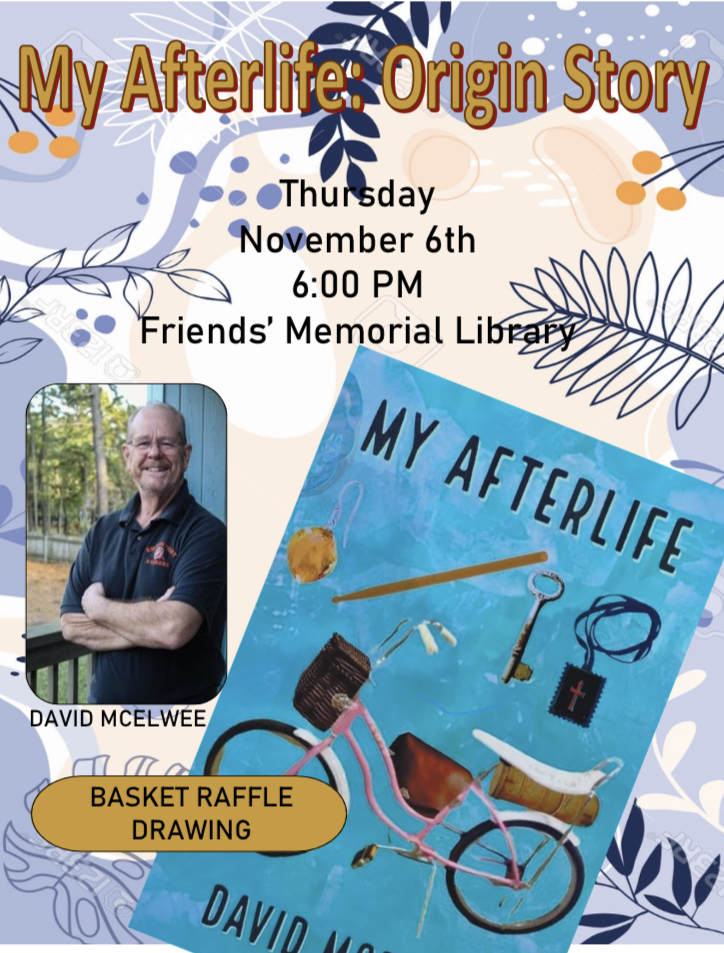 My Afterlife: Origin Story
Thursday
November 6th
6:00 PM
Friends' Memorial Library
MY AFTERLIFE
DAVID MCELWEE
BASKET RAFFLE
DRAWING
DAVID